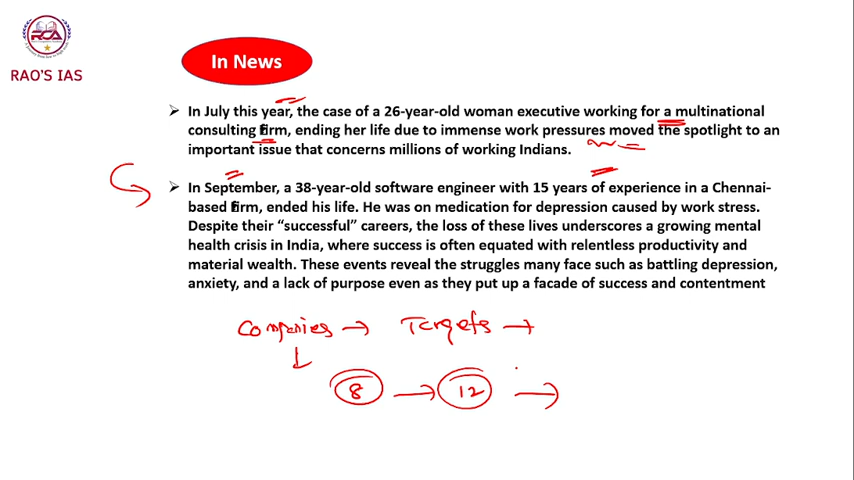 RCA
RAO'S IAS
In News
➢ In July this year, the case of a 26-year-old woman executive working for a multinational
consulting firm, ending her life due to immense work pressures moved the spotlight to an
important issue that concerns millions of working Indians.
➢ In September, a 38-year-old software engineer with 15 years of experience in a Chennai-
based firm, ended his life. He was on medication for depression caused by work stress.
Despite their “successful” careers, the loss of these lives underscores a growing mental
health crisis in India, where success is often equated with relentless productivity and
material wealth. These events reveal the struggles many face such as battling depression,
anxiety, and a lack of purpose even as they put up a facade of success and contentment
Companies → Targets →
8 → 12 →